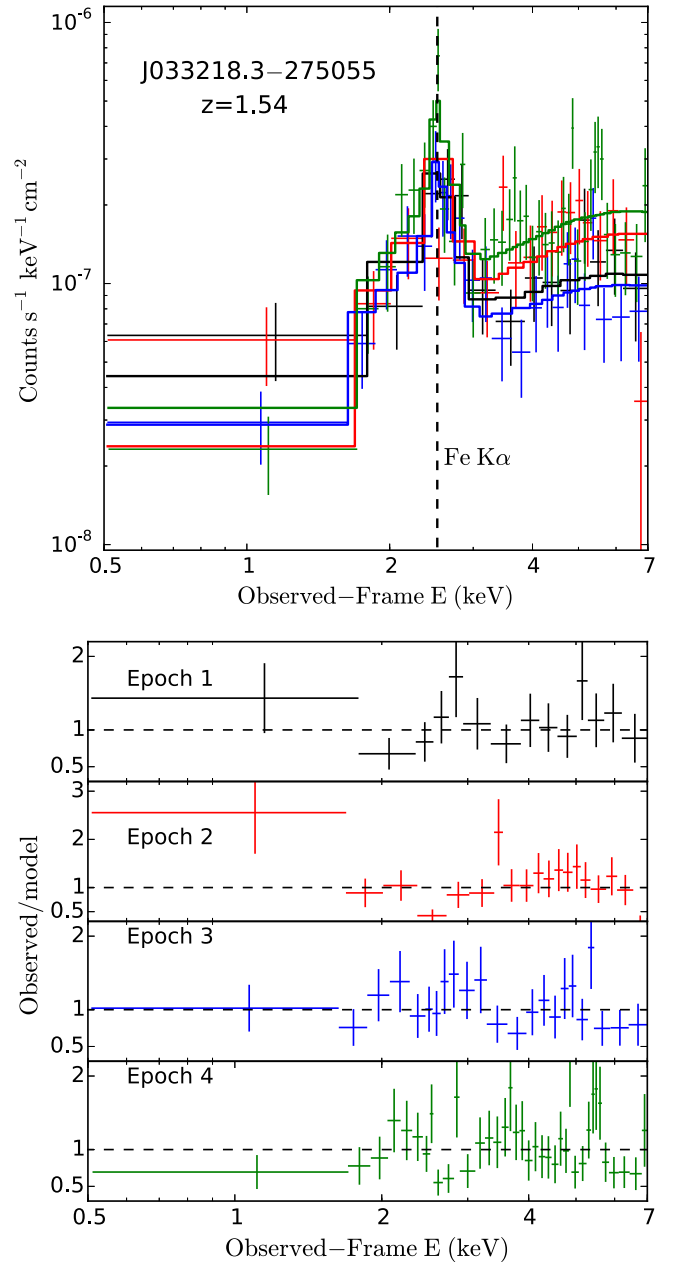 10⁻⁶
J033218.3−275055
z=1.54
Counts s⁻¹ keV⁻¹ cm⁻²
10⁻⁷
Fe Kα
10⁻⁸
0.5 1 2 4 7
Observed−Frame E (keV)
2
Epoch 1
1
0.5
3
Epoch 2
2
1
0.5
Observed/model
2
Epoch 3
1
0.5
2
Epoch 4
1
0.5
0.5 1 2 4 7
Observed−Frame E (keV)